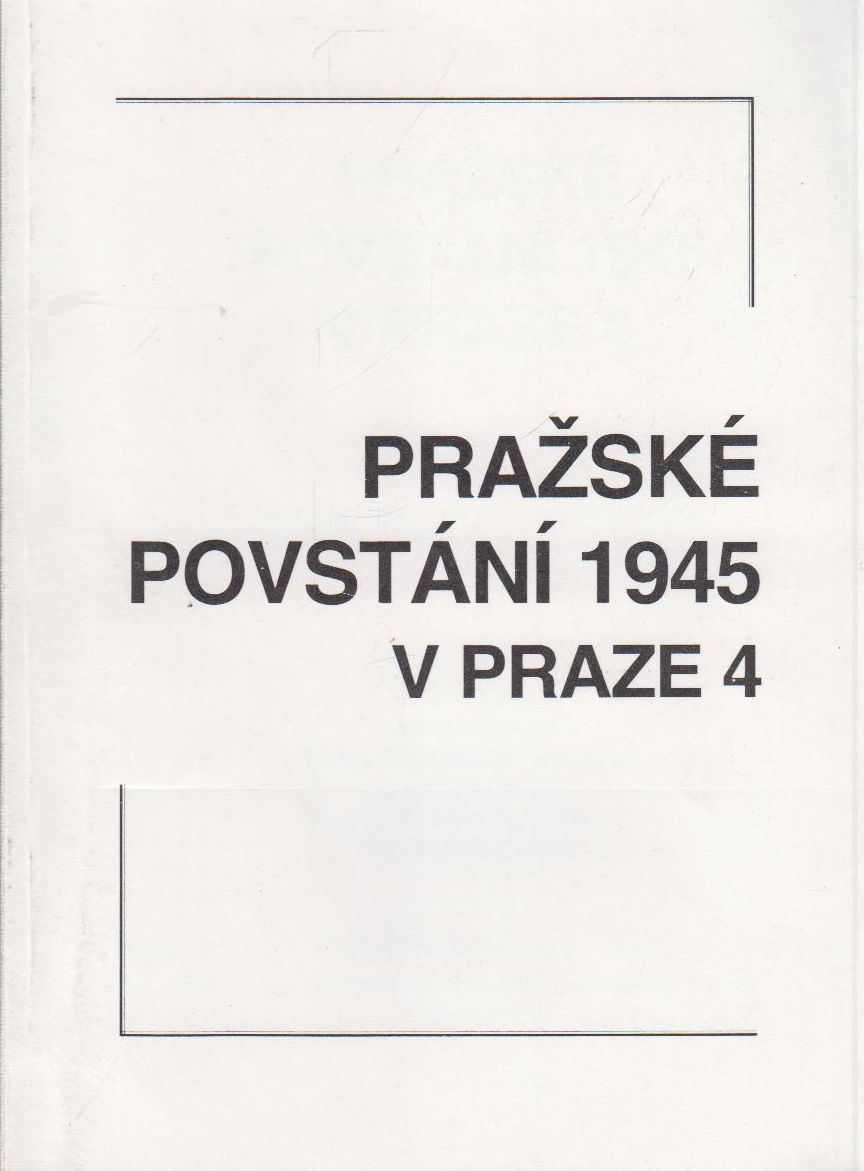 PRAŽSKÉ
POVSTÁNÍ 1945
V PRAZE 4